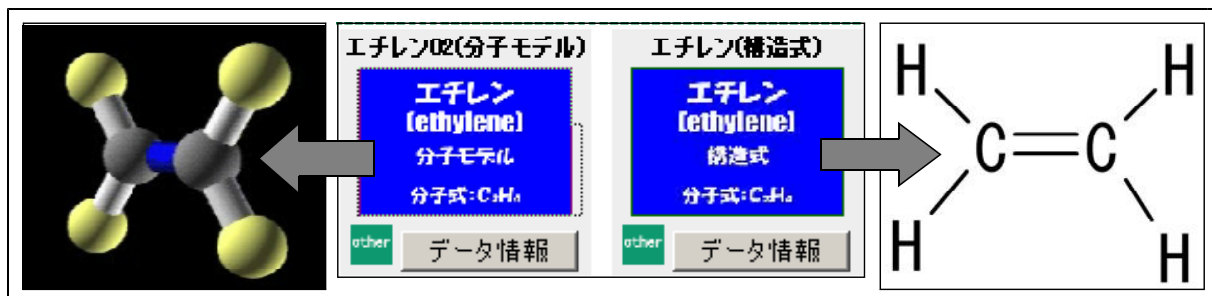 エチレン02(分子モデル)
エチレン
[ethylene]
分子モデル
分子式:C₂H₄
other
データ情報
エチレン(構造式)
エチレン
[ethylene]
構造式
分子式:C₂H₄
other
データ情報
H H
C=C
H H